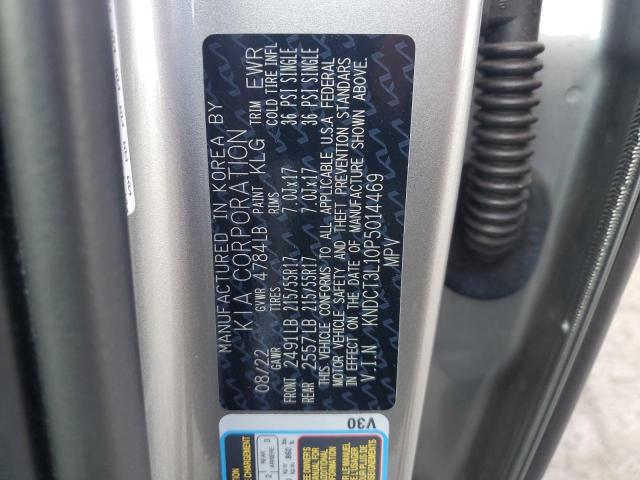 MANUFACTURED IN KOREA BY
KIA CORPORATION
08/22 GVWR 4784LB PAINT KLG TRIM EWR
GAWR TIRES RIMS COLD TIRE INFL
FRONT 2491LB 215/55R17 7.0Jx17 36 PSI SINGLE
REAR 2557LB 215/55R17 7.0Jx17 36 PSI SINGLE
THIS VEHICLE CONFORMS TO ALL APPLICABLE U.S.A FEDERAL
MOTOR VEHICLE SAFETY AND THEFT PREVENTION STANDARS
IN EFFECT ON THE DATE OF MANUFACTURE SHOWN ABOVE.
V.I.N KNDCT3L10P5014469
MPV
V30